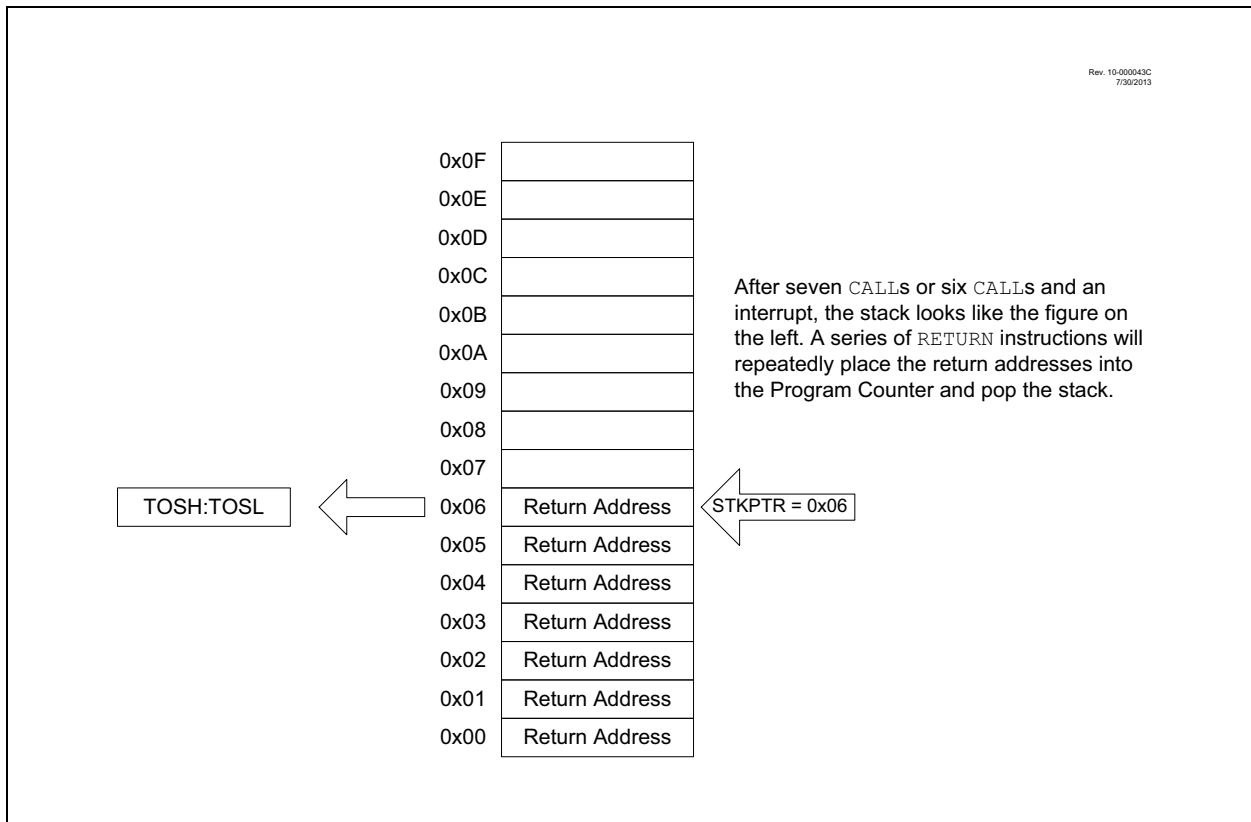 Rev. 10-000043C
7/30/2013
0x0F
0x0E
0x0D
0x0C
0x0B
0x0A
0x09
0x08
0x07
After seven CALLs or six CALLs and an
interrupt, the stack looks like the figure on
the left. A series of RETURN instructions will
repeatedly place the return addresses into
the Program Counter and pop the stack.
TOSH:TOSL
0x06 Return Address
STKPTR = 0x06
0x05 Return Address
0x04 Return Address
0x03 Return Address
0x02 Return Address
0x01 Return Address
0x00 Return Address